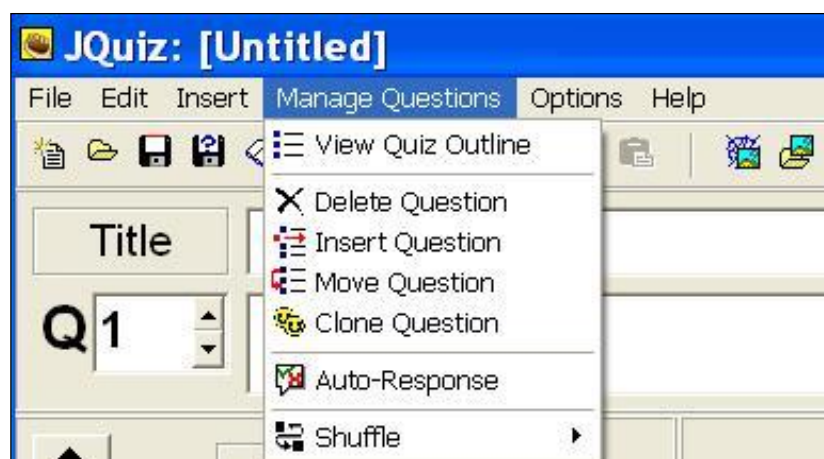 JQuiz: [Untitled]
File Edit Insert Manage Questions Options Help
View Quiz Outline
Delete Question
Title
Insert Question
Move Question
Q 1
Clone Question
Auto-Response
Shuffle